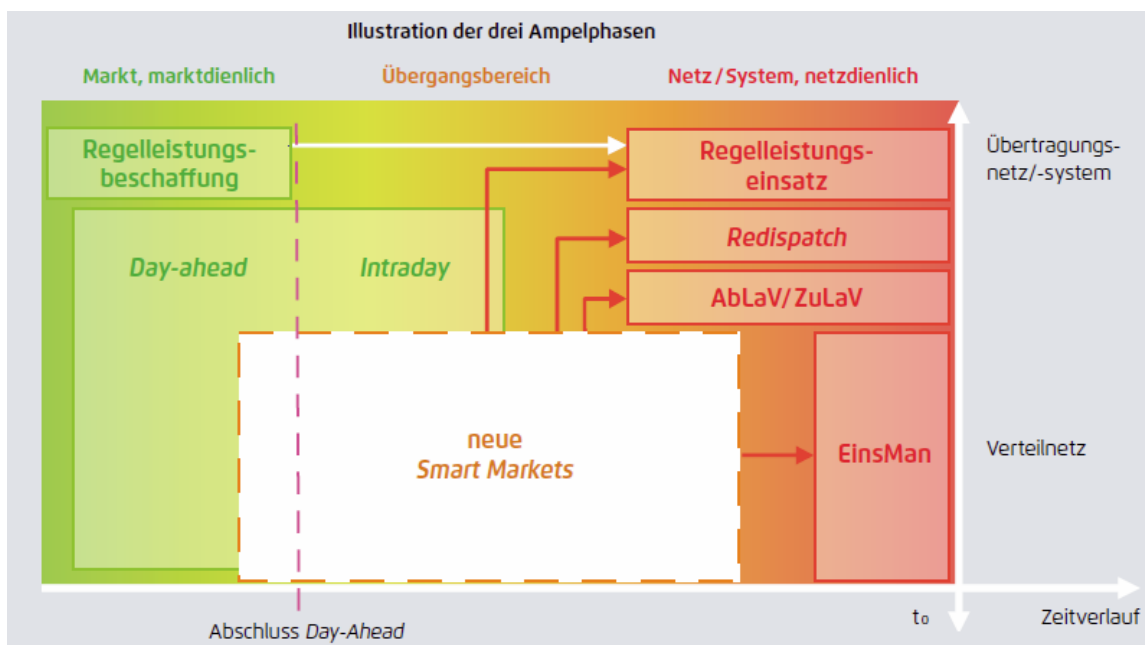 Illustration der drei Ampelphasen
Markt, marktdienlich
Übergangsbereich
Netz/System, netzdienlich
Regelleistungs-
beschaffung
Regelleistungs-
einsatz
Übertragungs-
netz/-system
Day-ahead
Intraday
Redispatch
AbLaV/ZuLaV
neue
Smart Markets
EinsMan
Verteilnetz
Abschluss Day-Ahead
t₀
Zeitverlauf